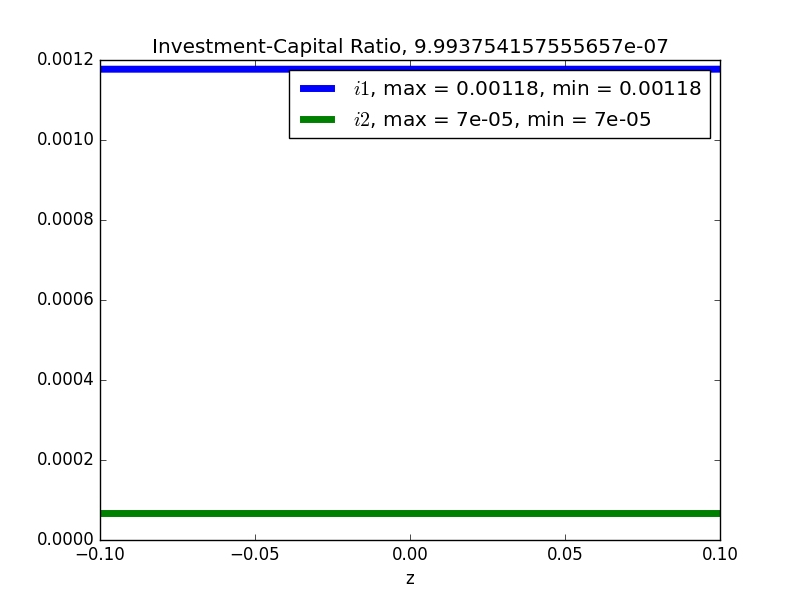 Investment-Capital Ratio, 9.993754157555657e-07
0.0012
i1, max = 0.00118, min = 0.00118
i2, max = 7e-05, min = 7e-05
0.0010
0.0008
0.0006
0.0004
0.0002
0.0000
−0.10 −0.05 0.00 0.05 0.10
z